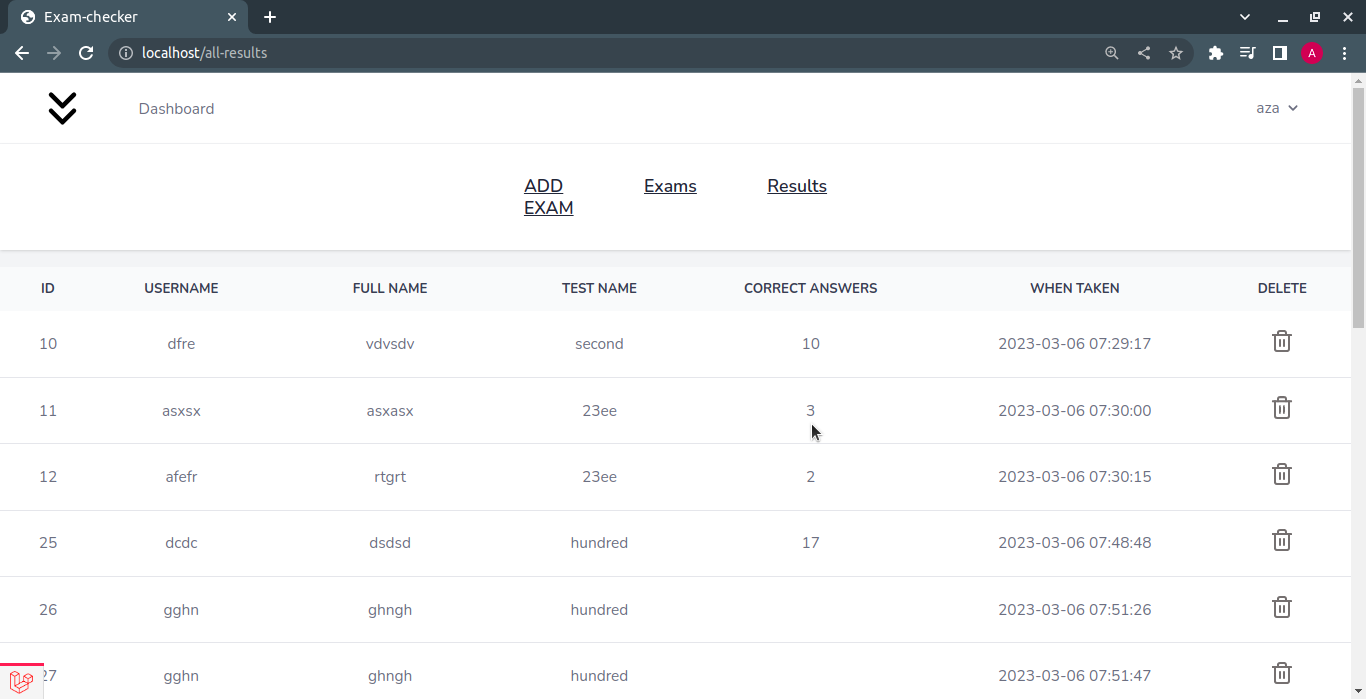 Exam-checker
localhost/all-results
A
Dashboard
aza
ADD EXAM
Exams
Results
ID USERNAME FULL NAME TEST NAME CORRECT ANSWERS WHEN TAKEN DELETE
10 dfre vdvsdv second 10 2023-03-06 07:29:17
11 asxsx asxasx 23ee 3 2023-03-06 07:30:00
12 afefr rtgrt 23ee 2 2023-03-06 07:30:15
25 dcdc dsdsd hundred 17 2023-03-06 07:48:48
26 gghn ghngh hundred 2023-03-06 07:51:26
27 gghn ghngh hundred 2023-03-06 07:51:47